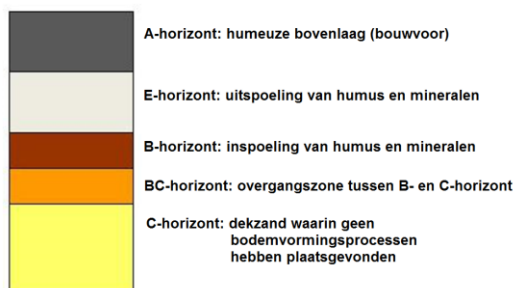 A-horizont: humeuze bovenlaag (bouwvoor)
E-horizont: uitspoeling van humus en mineralen
B-horizont: inspoeling van humus en mineralen
BC-horizont: overgangszone tussen B- en C-horizont
C-horizont: dekzand waarin geen
bodemvormingsprocessen
hebben plaatsgevonden